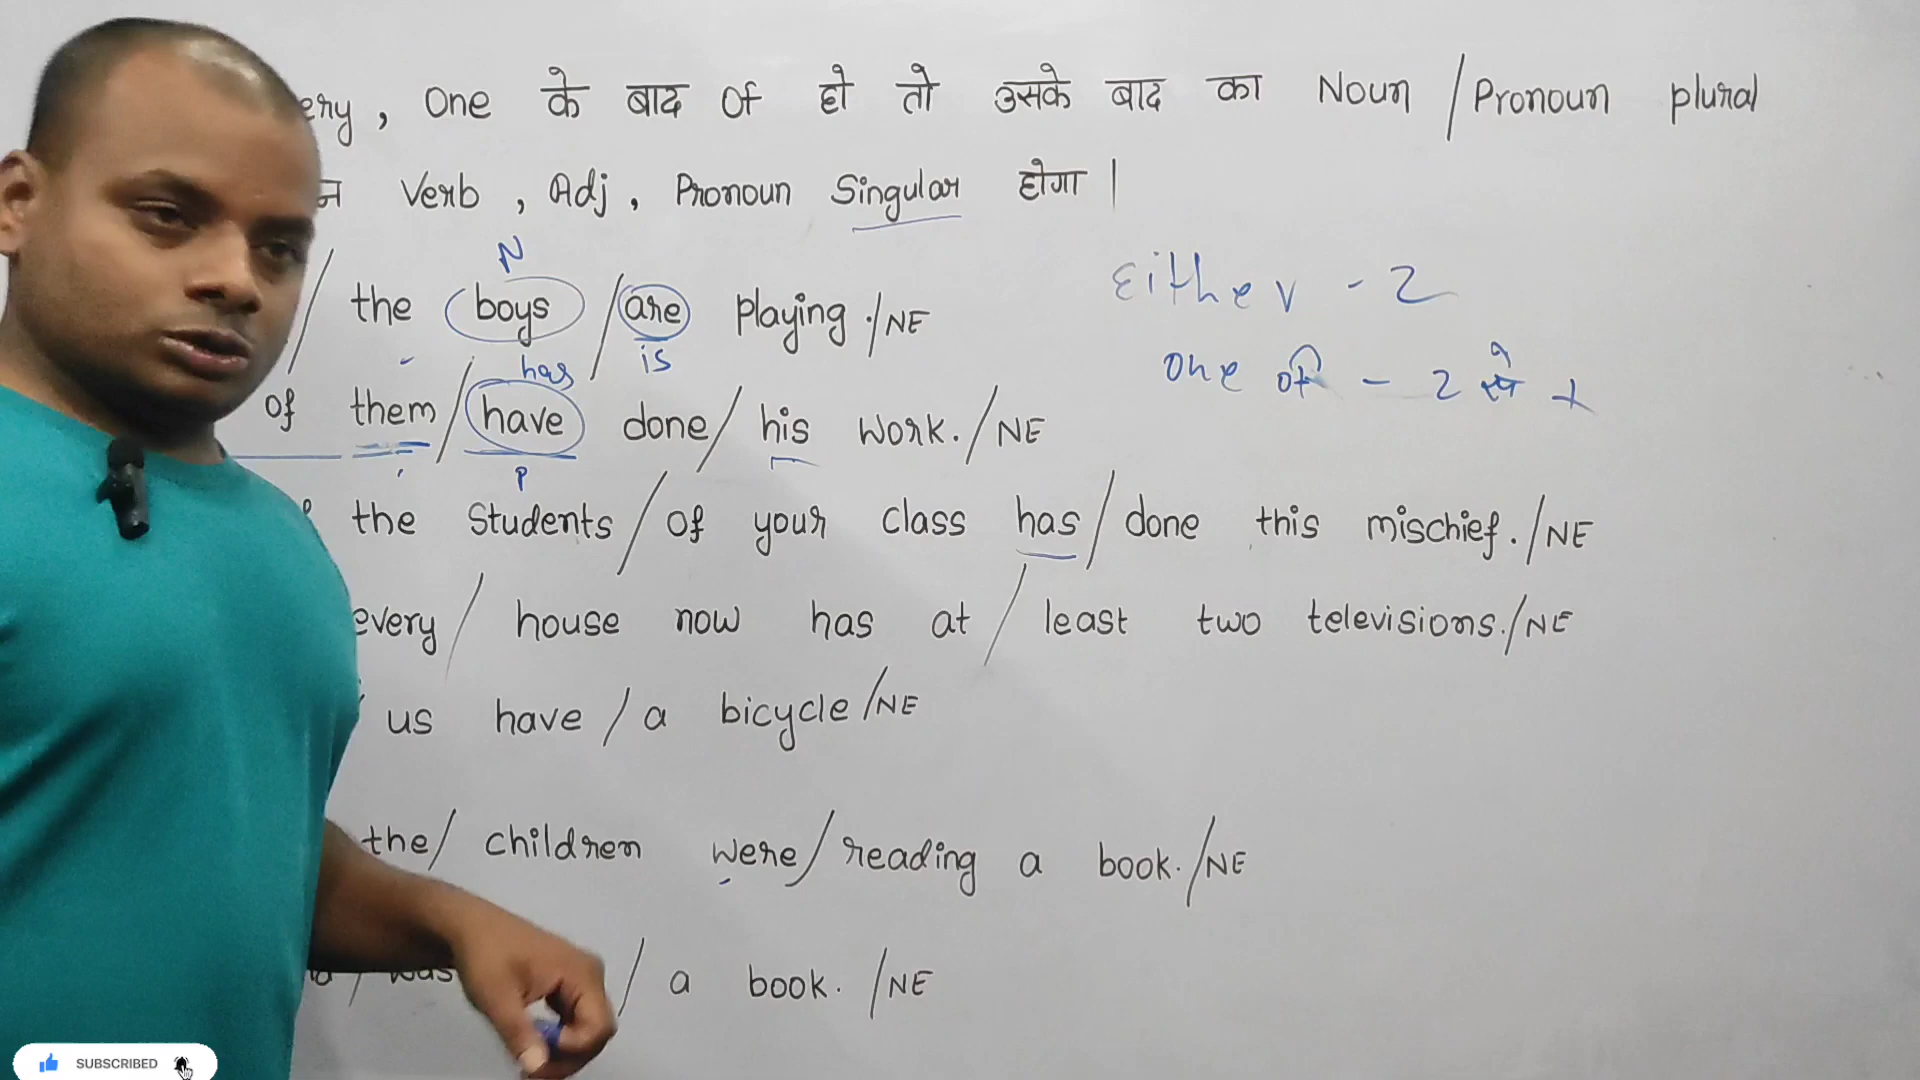 , One के बाद Of हो तो उसके बाद का Noun / Pronoun plural
Verb , Adj , Pronoun Singular होगा |
N
/ the boys / are playing ./NE
Either - 2
has is
of them / have done / his work. / NE
One of - 2 से +
P
the Students / of your class has / done this mischief. / NE
every / house now has at / least two televisions. / NE
us have / a bicycle / NE
the / children were / reading a book. / NE
/ was / a book. / NE
SUBSCRIBED